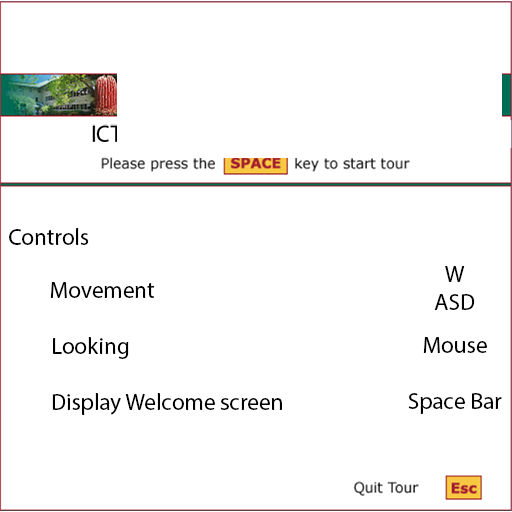 ICT
Please press the SPACE key to start tour
Controls
Movement W
ASD
Looking Mouse
Display Welcome screen Space Bar
Quit Tour Esc